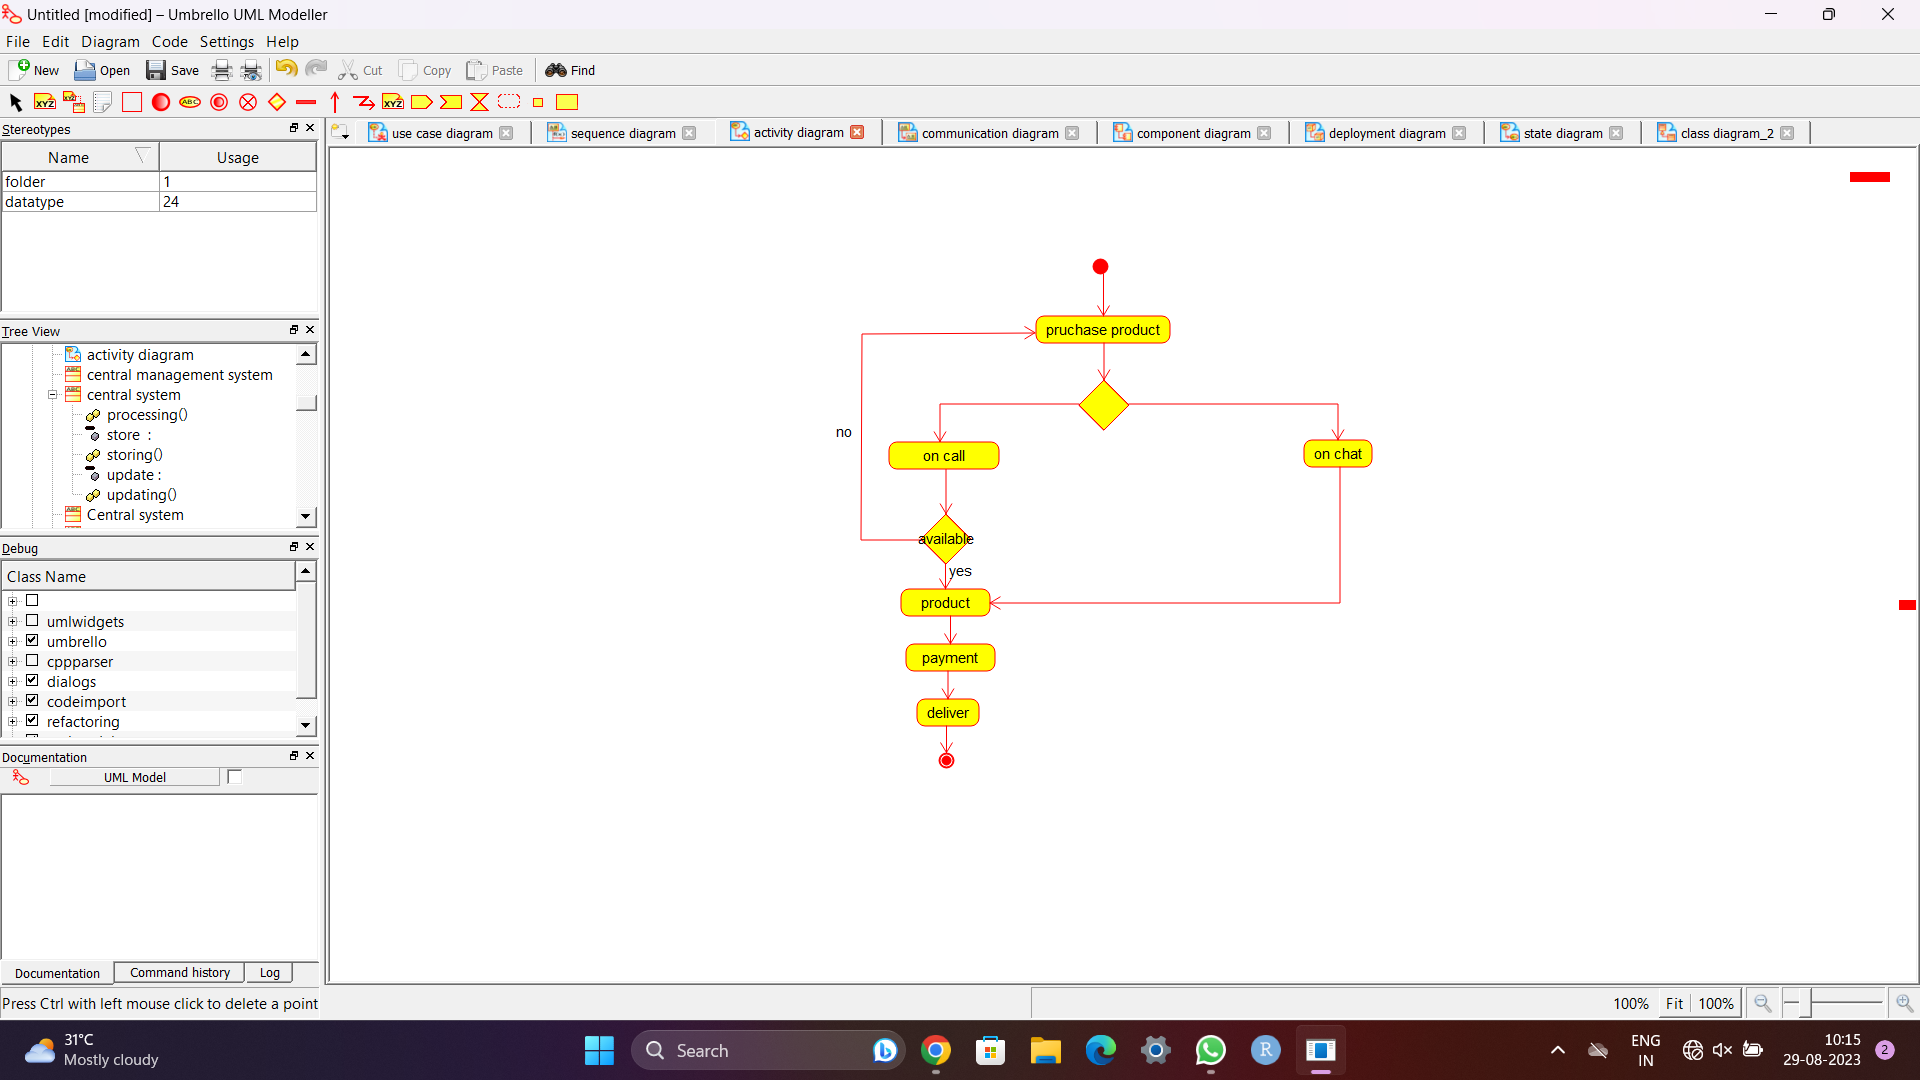 Untitled [modified] – Umbrello UML Modeller
File Edit Diagram Code Settings Help
New Open Save Cut Copy Paste Find
XYZ XYZ ABC XYZ
Stereotypes
Name Usage
folder 1
datatype 24
Tree View
activity diagram
central management system
central system
processing()
store :
storing()
update :
updating()
Central system
Debug
Class Name
umlwidgets
umbrello
cppparser
dialogs
codeimport
refactoring
Documentation
UML Model
Documentation Command history Log
Press Ctrl with left mouse click to delete a point
use case diagram sequence diagram activity diagram communication diagram component diagram deployment diagram state diagram class diagram_2
pruchase product
no
on call
on chat
available
yes
product
payment
deliver
100% Fit 100%
31°C
Mostly cloudy
Search
R
ENG
IN
10:15
29-08-2023
2